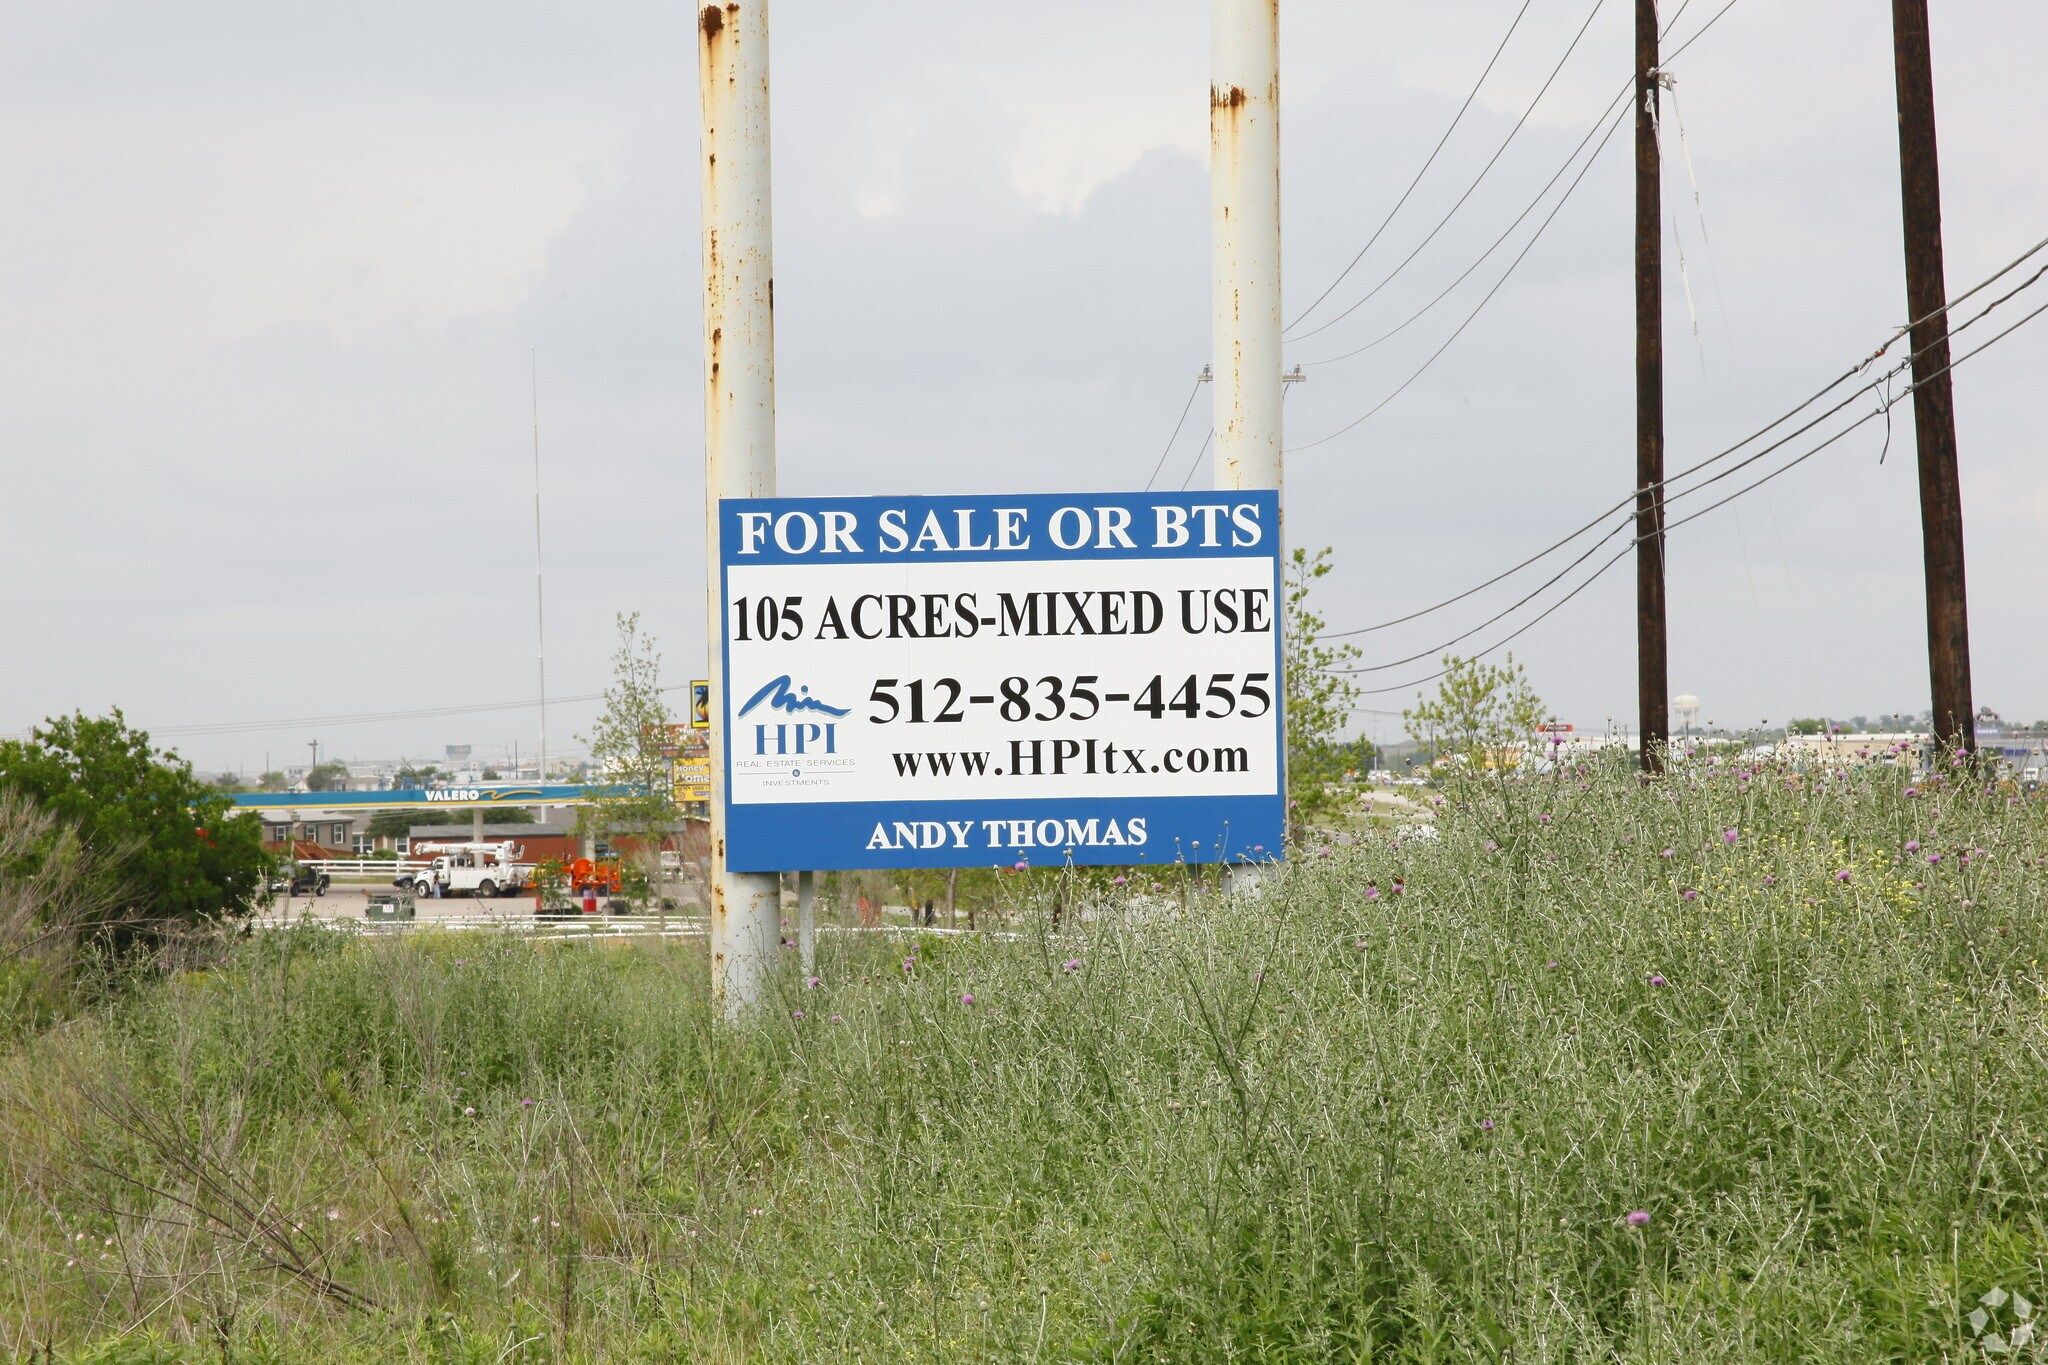 FOR SALE OR BTS
105 ACRES-MIXED USE
512-835-4455
www.HPItx.com
HPI
REAL ESTATE SERVICES
&
INVESTMENTS
ANDY THOMAS
VALERO